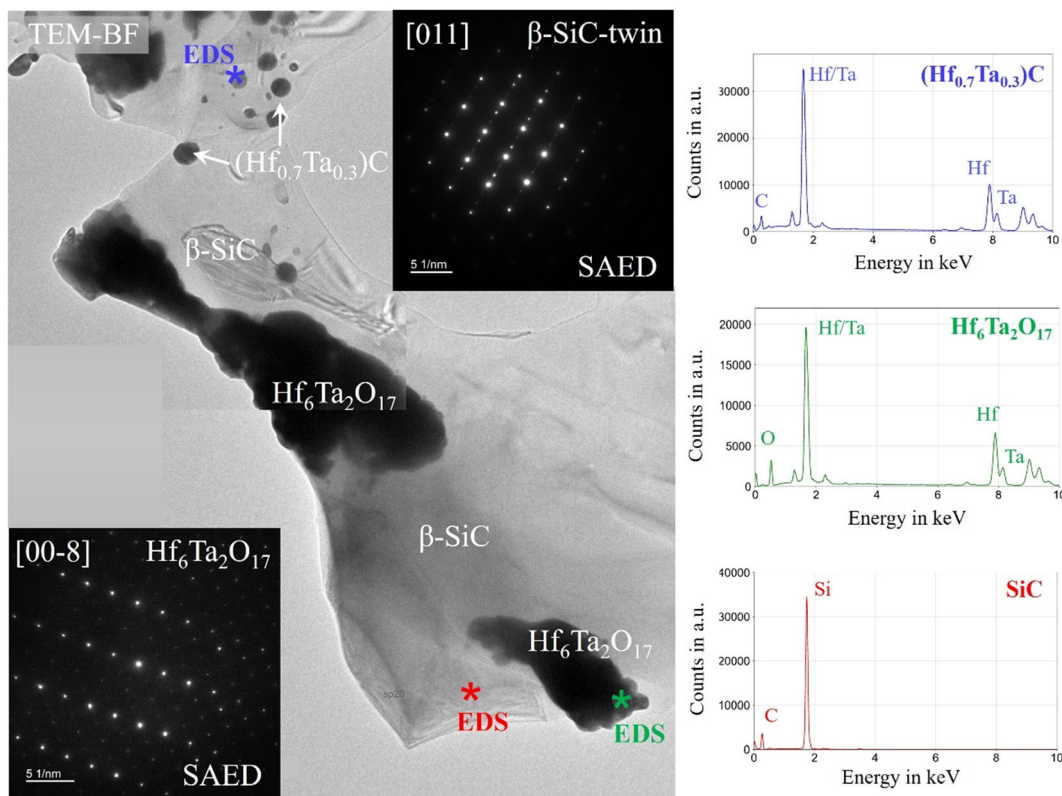 TEM-BF
EDS
*
(Hf₀.₇Ta₀.₃)C
β-SiC
Hf₆Ta₂O₁₇
β-SiC
Hf₆Ta₂O₁₇
sp20
*
EDS
*
EDS
[011] β-SiC-twin
5 1/nm
SAED
[00-8] Hf₆Ta₂O₁₇
5 1/nm
SAED
(Hf₀.₇Ta₀.₃)C
Hf/Ta
Hf
Ta
C
Counts in a.u.
30000
20000
10000
0
0 2 4 6 8 10
Energy in keV
Hf₆Ta₂O₁₇
Hf/Ta
Hf
Ta
O
Counts in a.u.
20000
15000
10000
5000
0
0 2 4 6 8 10
Energy in keV
SiC
Si
C
Counts in a.u.
40000
30000
20000
10000
0
0 2 4 6 8 10
Energy in keV